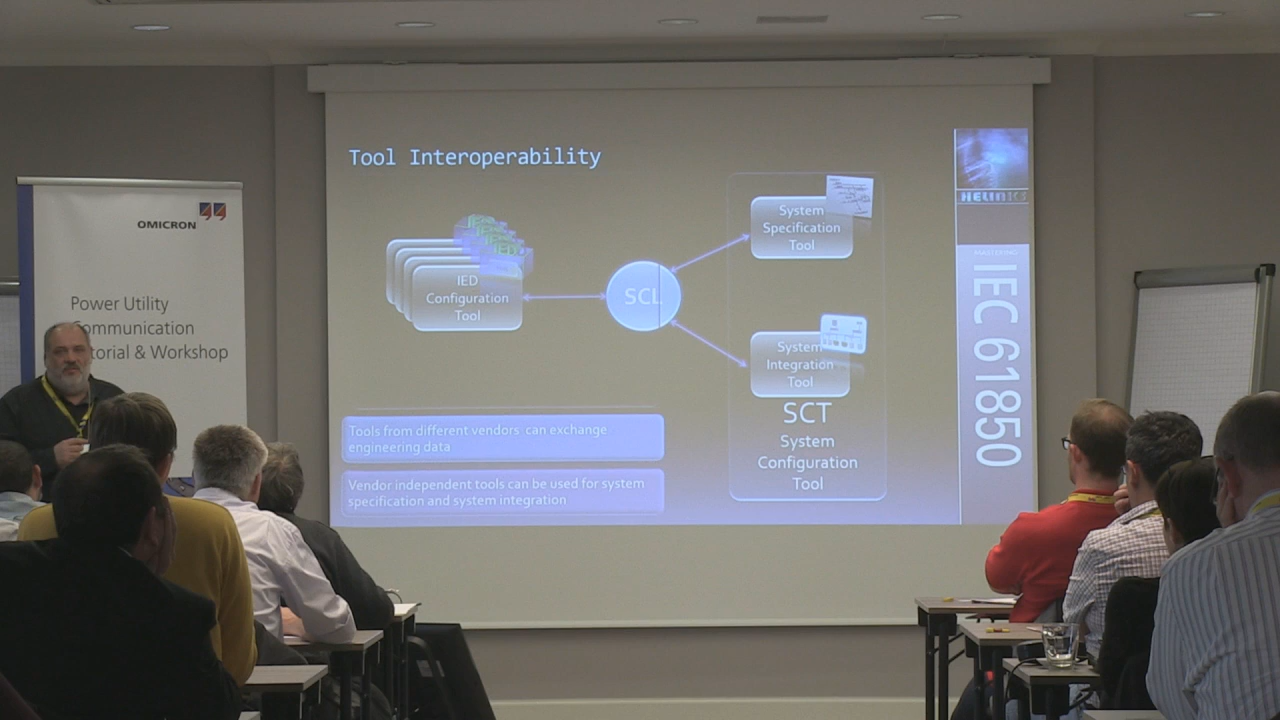 OMICRON
Power Utility
Communication
Tutorial & Workshop
Tool Interoperability
IED
Configuration
Tool
SCL
System
Specification
Tool
System
Integration
Tool
SCT
System
Configuration
Tool
Tools from different vendors can exchange
engineering data
Vendor independent tools can be used for system
specification and system integration
HELINKS
MASTERING
IEC 61850